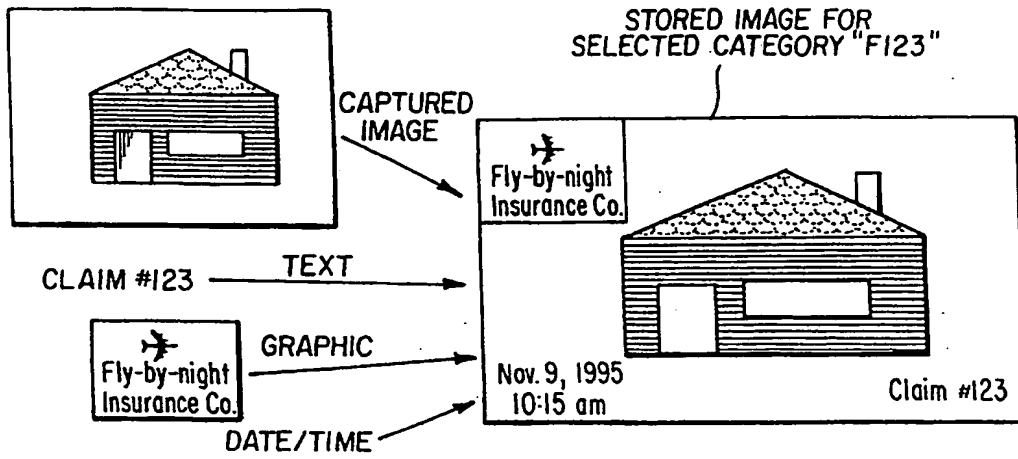 STORED IMAGE FOR
SELECTED CATEGORY "F123"
CAPTURED
IMAGE
Fly-by-night
Insurance Co.
CLAIM #123
TEXT
GRAPHIC
Fly-by-night
Insurance Co.
Nov. 9, 1995
10:15 am
Claim #123
DATE/TIME